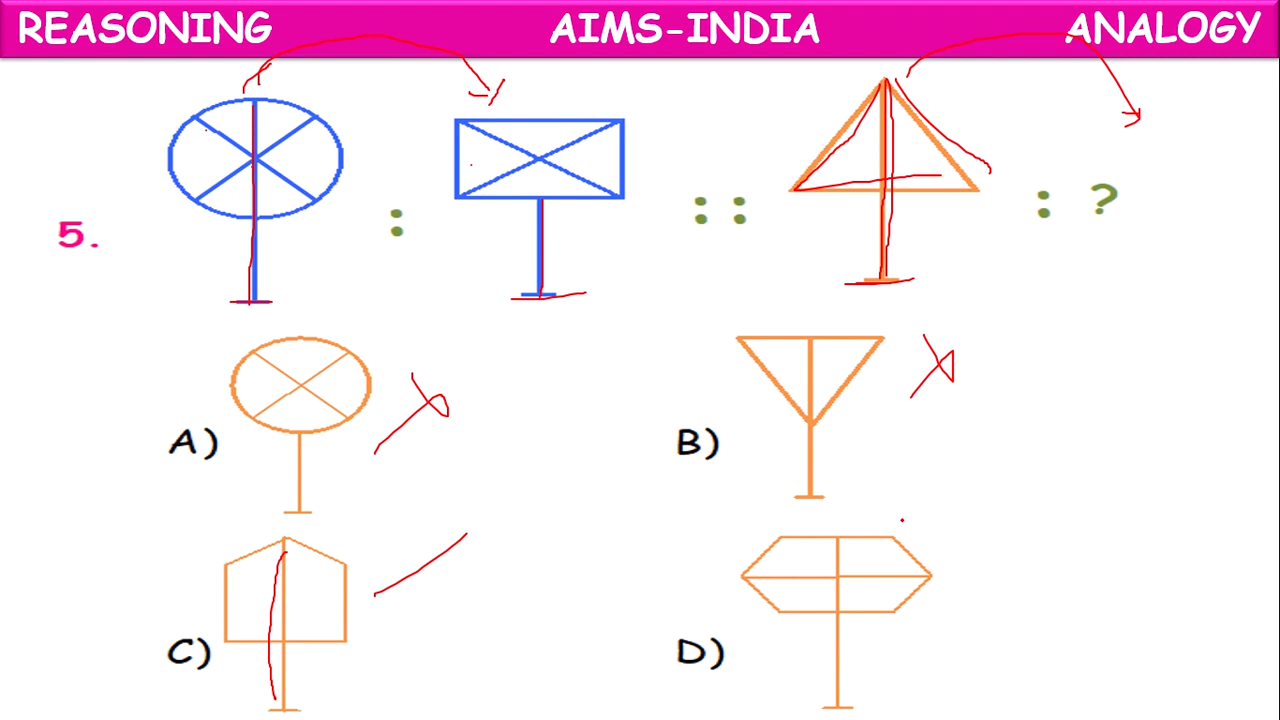 REASONING AIMS-INDIA ANALOGY
5. : :: : ?
A) B)
C) D)